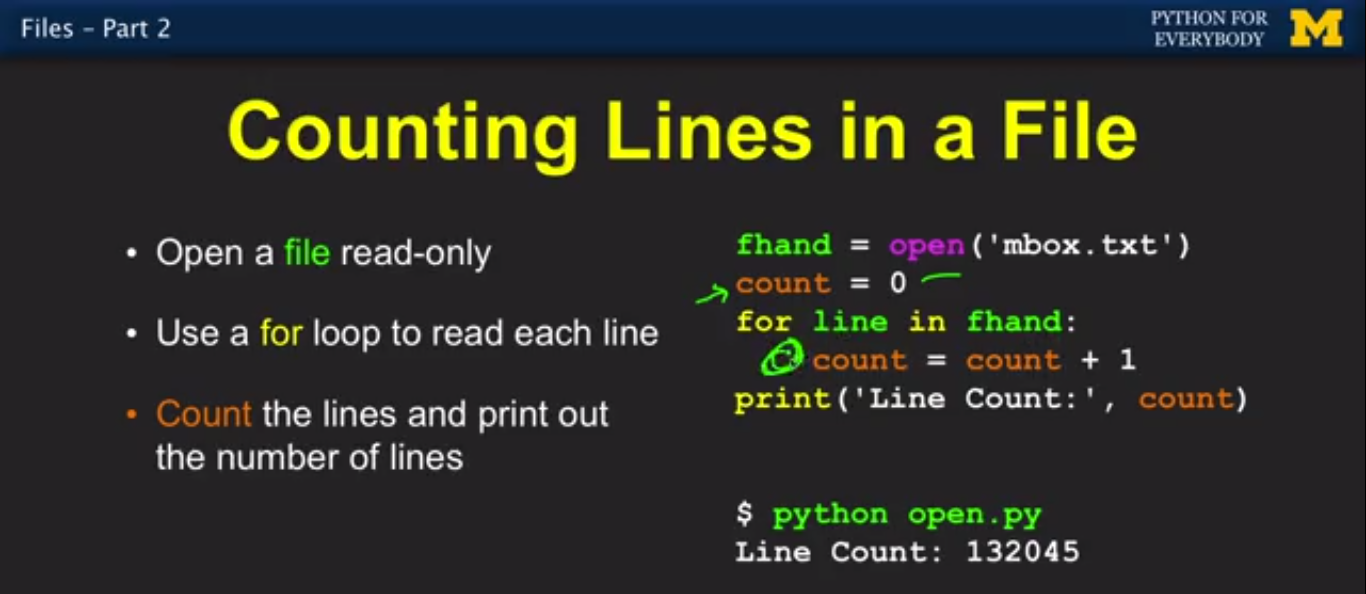 Files – Part 2
PYTHON FOR
EVERYBODY
M
Counting Lines in a File
• Open a file read-only
• Use a for loop to read each line
• Count the lines and print out
the number of lines
fhand = open('mbox.txt')
count = 0
for line in fhand:
count = count + 1
print('Line Count:', count)
$ python open.py
Line Count: 132045